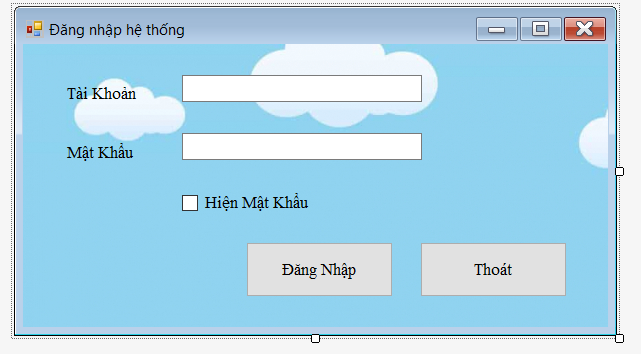 Đăng nhập hệ thống
Tài Khoản
Mật Khẩu
Hiện Mật Khẩu
Đăng Nhập
Thoát